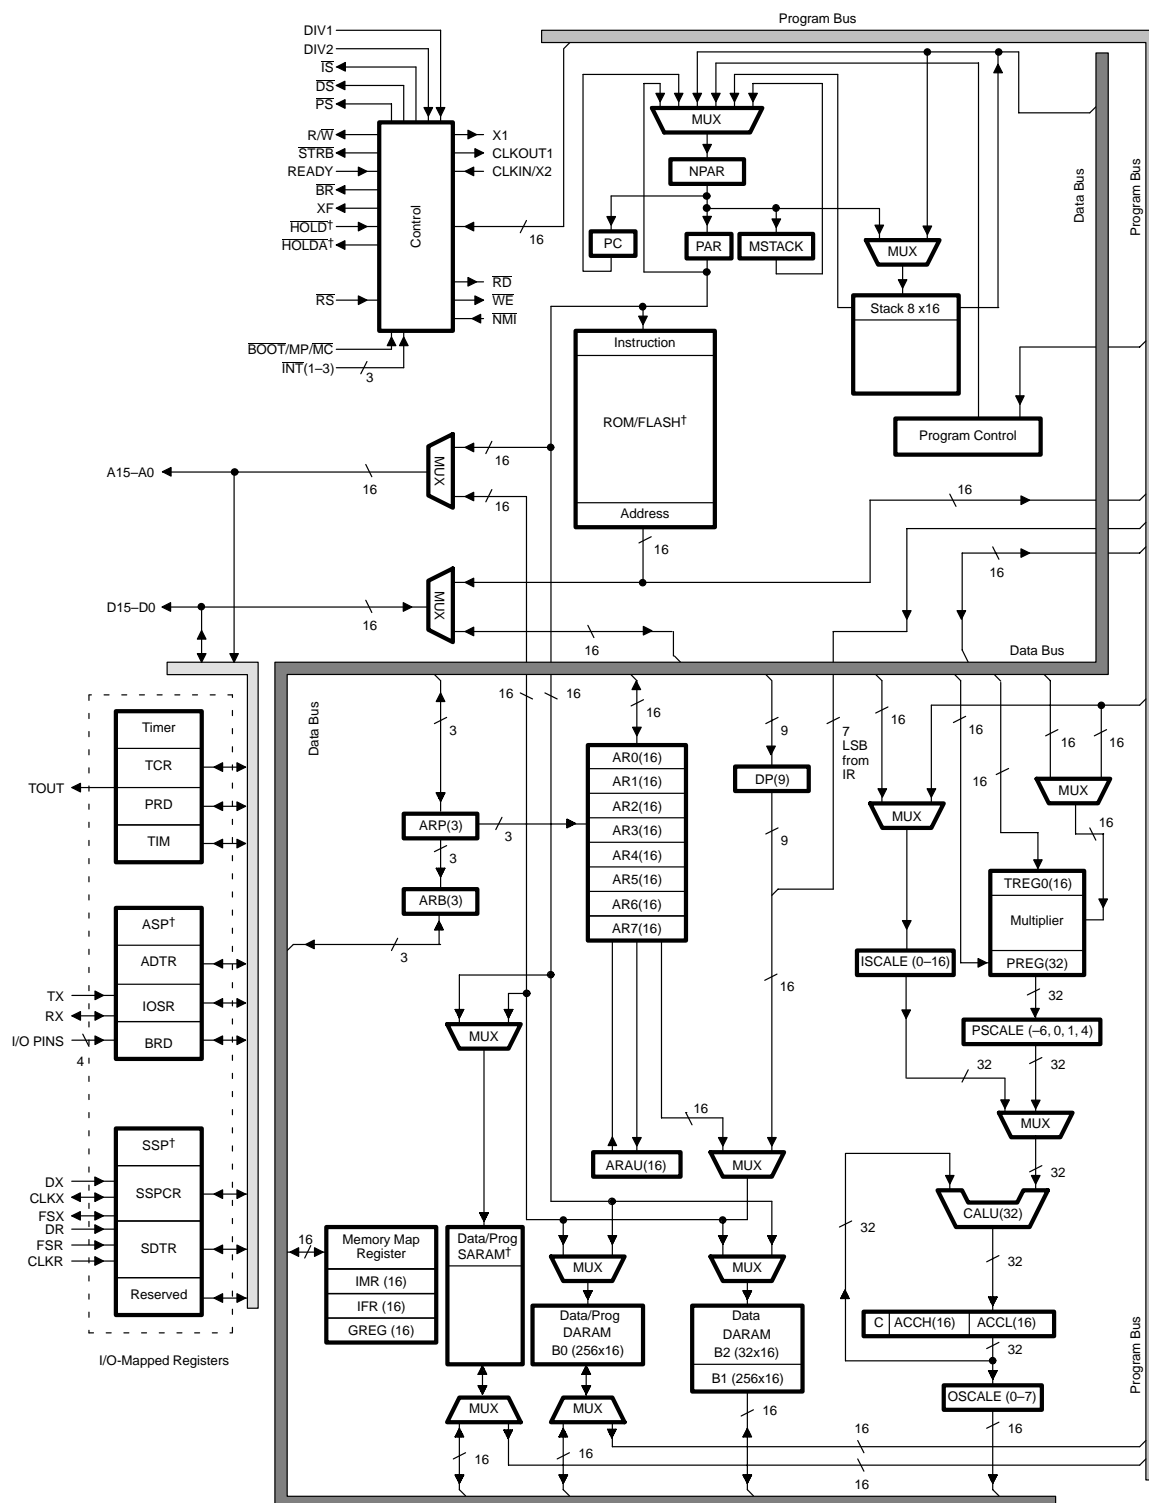 Program Bus
DIV1
DIV2
IS
DS
PS
R/W
STRB
READY
BR
XF
HOLD†
HOLDA†
RS
BOOT/MP/MC
INT(1–3)
3
Control
X1
CLKOUT1
CLKIN/X2
16
RD
WE
NMI
MUX
NPAR
PC
PAR
MSTACK
MUX
Stack 8 x16
Data Bus
Program Bus
Instruction
ROM/FLASH†
Address
16
Program Control
A15–A0
16
MUX
16
16
16
16
D15–D0
16
MUX
16
Data Bus
Data Bus
Timer
TCR
PRD
TIM
TOUT
ASP†
ADTR
IOSR
BRD
TX
RX
I/O PINS
4
SSP†
SSPCR
SDTR
Reserved
DX
CLKX
FSX
DR
FSR
CLKR
I/O-Mapped Registers
3
16
16
16
9
7
LSB
from
IR
16
16
16
16
16
ARP(3)
3
3
ARB(3)
3
AR0(16)
AR1(16)
AR2(16)
AR3(16)
AR4(16)
AR5(16)
AR6(16)
AR7(16)
DP(9)
9
16
MUX
MUX
16
TREG0(16)
Multiplier
PREG(32)
ISCALE (0–16)
32
PSCALE (–6, 0, 1, 4)
32
32
MUX
32
MUX
16
ARAU(16)
MUX
CALU(32)
32
32
16
Memory Map
Register
IMR (16)
IFR (16)
GREG (16)
Data/Prog
SARAM†
MUX
Data/Prog
DARAM
B0 (256x16)
MUX
Data
DARAM
B2 (32x16)
B1 (256x16)
C
ACCH(16)
ACCL(16)
32
OSCALE (0–7)
16
MUX
MUX
16
16
16
16
16
Program Bus